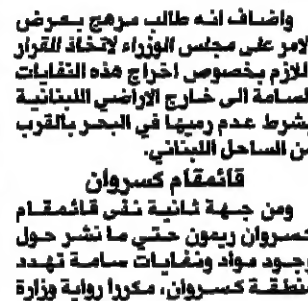 واضاف انه طالب مرهج بعرض
الامر على مجلس الوزراء لاتخاذ القرار
اللازم بخصوص اخراج هذه النفايات
السامة الى خارج الاراضي اللبنانية
شرط عدم رميها في البحر بالقرب
من الساحل اللبناني.
قائمقام كسروان
ومن جهة ثانية نفى قائمقام
كسروان ريمون حتي ما نشر حول
وجود مواد ونفايات سامة تهدد
منطقة كسروان، مكررا رواية وزارة